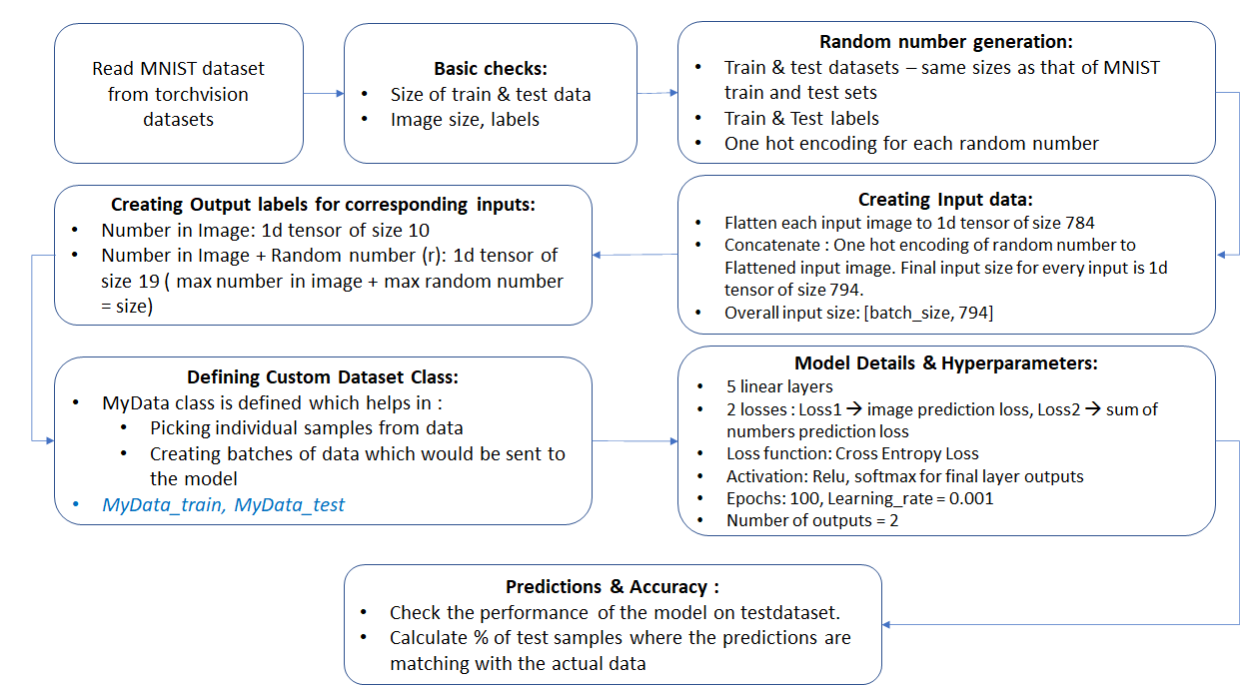 Read MNIST dataset
from torchvision
datasets
Basic checks:
• Size of train & test data
• Image size, labels
Random number generation:
• Train & test datasets – same sizes as that of MNIST
train and test sets
• Train & Test labels
• One hot encoding for each random number
Creating Input data:
• Flatten each input image to 1d tensor of size 784
• Concatenate : One hot encoding of random number to
Flattened input image. Final input size for every input is 1d
tensor of size 794.
• Overall input size: [batch_size, 794]
Creating Output labels for corresponding inputs:
• Number in Image: 1d tensor of size 10
• Number in Image + Random number (r): 1d tensor of
size 19 ( max number in image + max random number
= size)
Defining Custom Dataset Class:
• MyData class is defined which helps in :
• Picking individual samples from data
• Creating batches of data which would be sent to
the model
• MyData_train, MyData_test
Model Details & Hyperparameters:
• 5 linear layers
• 2 losses : Loss1 → image prediction loss, Loss2 → sum of
numbers prediction loss
• Loss function: Cross Entropy Loss
• Activation: Relu, softmax for final layer outputs
• Epochs: 100, Learning_rate = 0.001
• Number of outputs = 2
Predictions & Accuracy :
• Check the performance of the model on testdataset.
• Calculate % of test samples where the predictions are
matching with the actual data